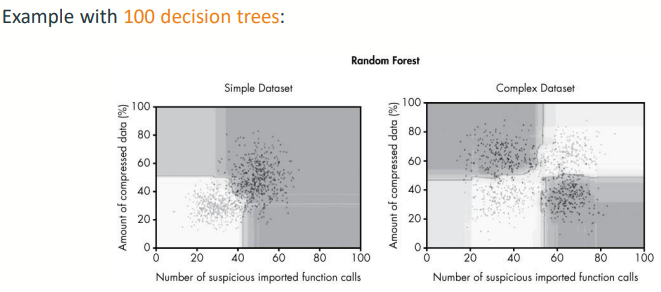 Example with 100 decision trees:
Random Forest
Simple Dataset
Amount of compressed data (%)
100
80
60
40
20
0
0 20 40 60 80 100
Number of suspicious imported function calls
Complex Dataset
Amount of compressed data (%)
100
80
60
40
20
0
0 20 40 60 80 100
Number of suspicious imported function calls